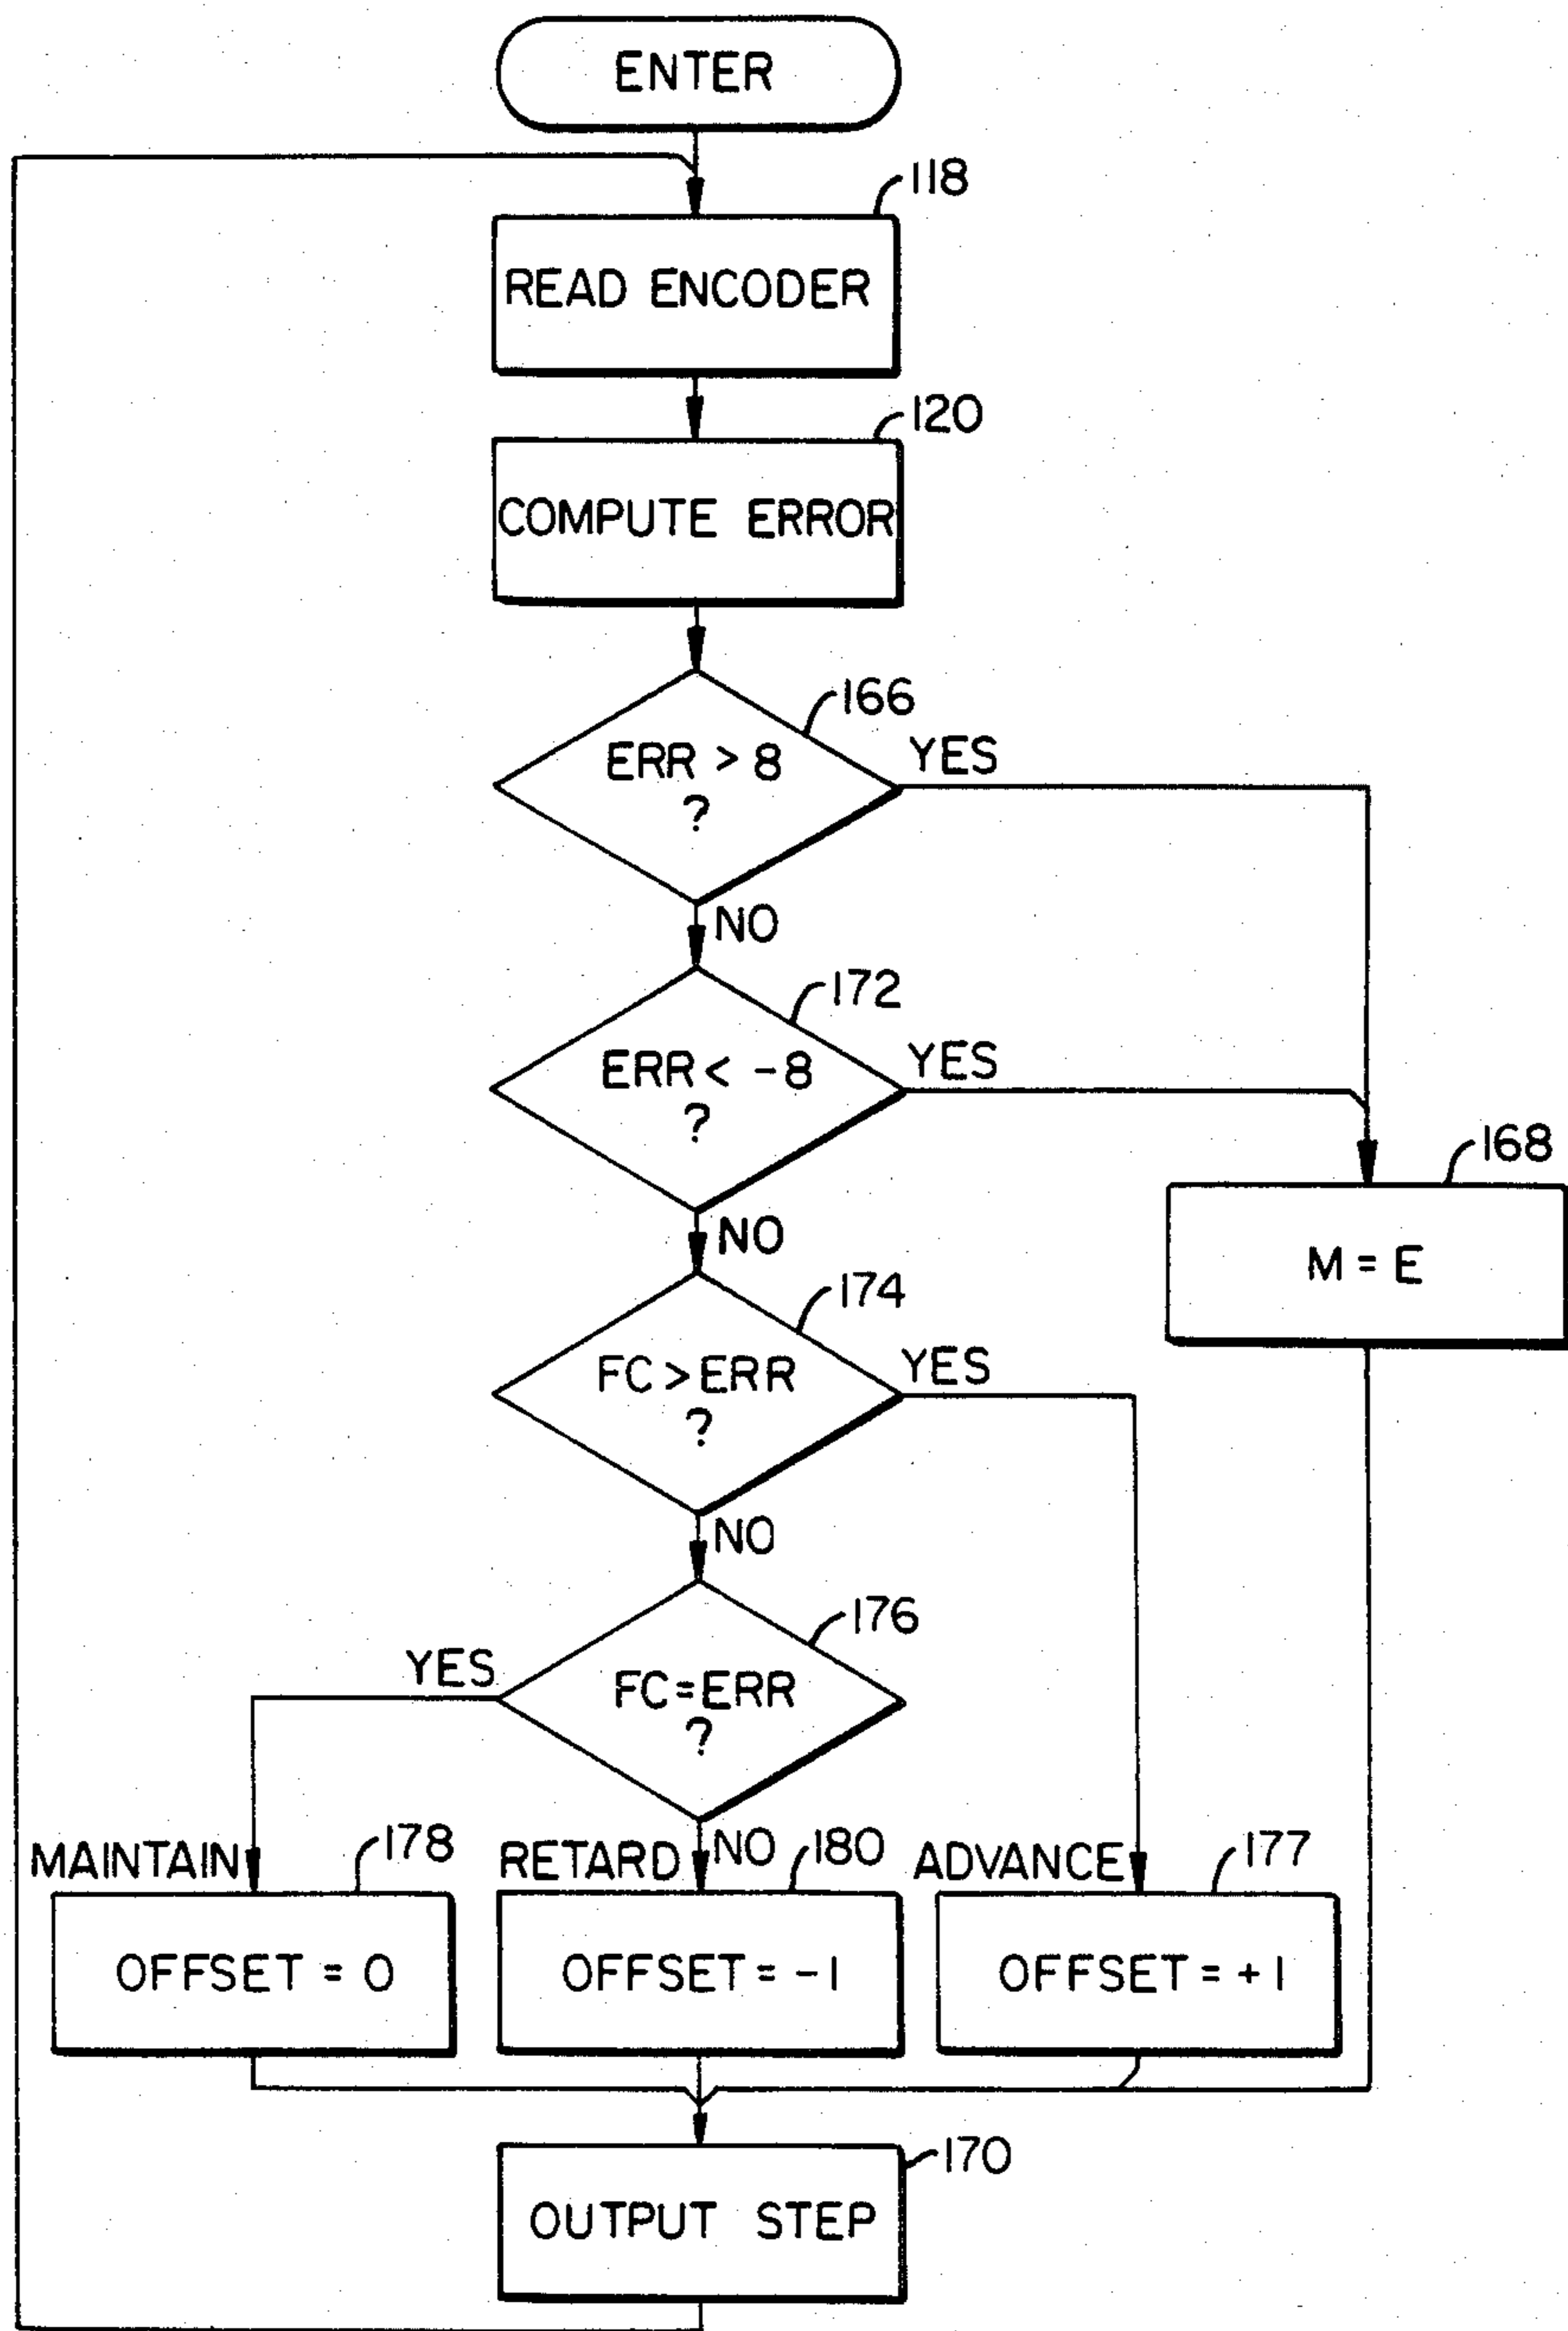 ENTER
118
READ ENCODER
120
COMPUTE ERROR
166
ERR > 8
?
YES
NO
172
ERR < -8
?
YES
NO
168
M = E
174
FC > ERR
?
YES
NO
176
FC = ERR
?
YES
NO
MAINTAIN
178
RETARD
180
ADVANCE
177
OFFSET = 0
OFFSET = -1
OFFSET = +1
170
OUTPUT STEP